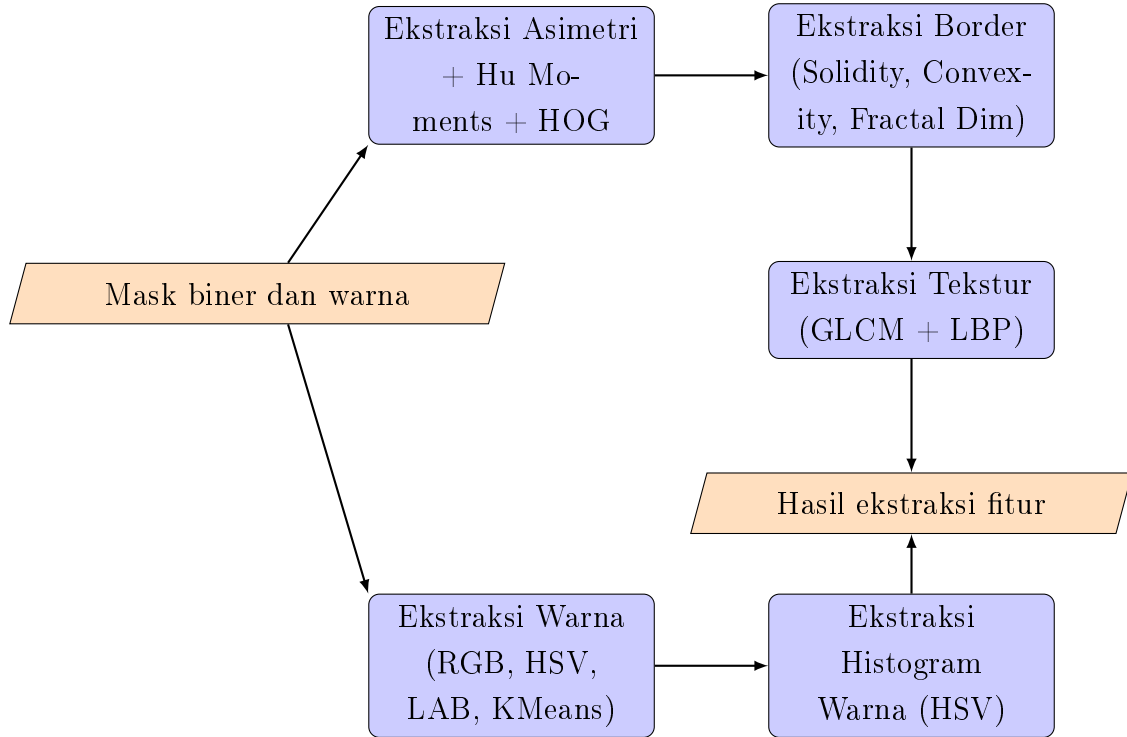 Ekstraksi Asimetri
+ Hu Mo-
ments + HOG
Ekstraksi Border
(Solidity, Convex-
ity, Fractal Dim)
Mask biner dan warna
Ekstraksi Tekstur
(GLCM + LBP)
Hasil ekstraksi fitur
Ekstraksi Warna
(RGB, HSV,
LAB, KMeans)
Ekstraksi
Histogram
Warna (HSV)